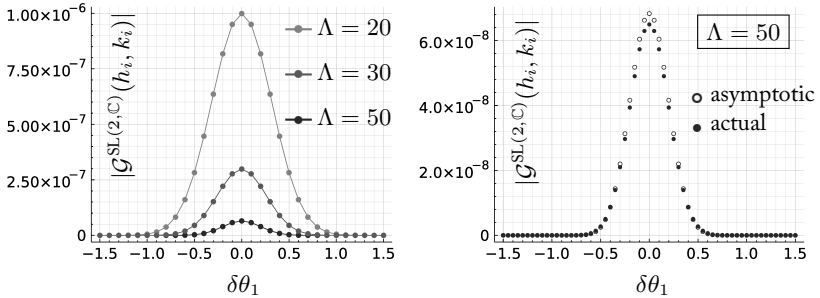 |𝒢^SL(2,ℂ)(h_i, k_i)|
1.00×10⁻⁶
7.50×10⁻⁷
5.00×10⁻⁷
2.50×10⁻⁷
0
−1.5 −1.0 −0.5 0.0 0.5 1.0 1.5
δθ₁
Λ = 20
Λ = 30
Λ = 50
|𝒢^SL(2,ℂ)(h_i, k_i)|
6.0×10⁻⁸
4.0×10⁻⁸
2.0×10⁻⁸
0
−1.5 −1.0 −0.5 0.0 0.5 1.0 1.5
δθ₁
Λ = 50
asymptotic
actual